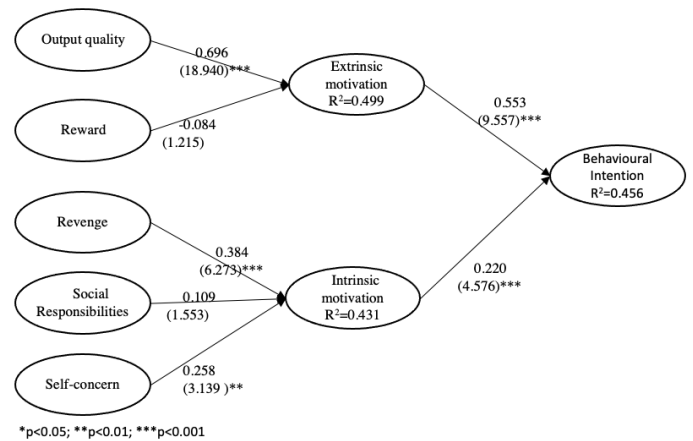 Output quality
0.696
(18.940)***
Extrinsic
motivation
R²=0.499
Reward
-0.084
(1.215)
0.553
(9.557)***
Behavioural
Intention
R²=0.456
Revenge
0.384
(6.273)***
Social
Responsibilities
0.109
(1.553)
Intrinsic
motivation
R²=0.431
0.220
(4.576)***
Self-concern
0.258
(3.139 )**
*p<0.05; **p<0.01; ***p<0.001